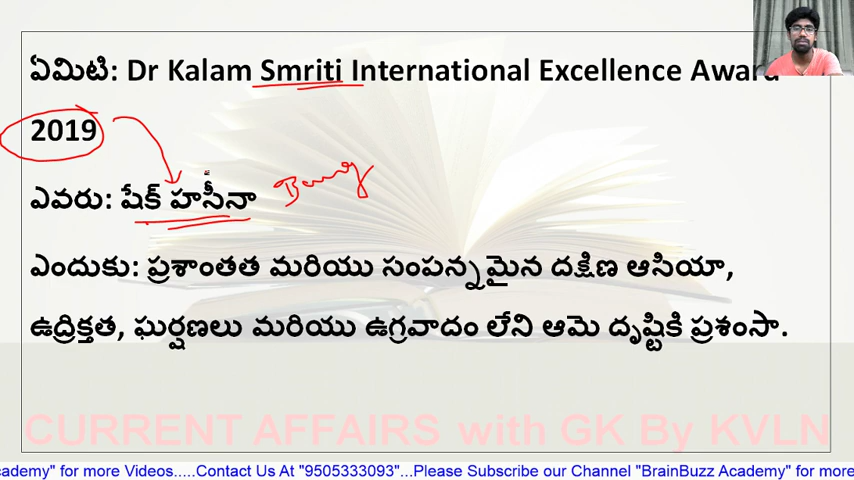 ఏమిటి: Dr Kalam Smriti International Excellence Award
2019
ఎవరు: షేక్ హసీనా
ఎందుకు: ప్రశాంతత మరియు సంపన్నమైన దక్షిణ ఆసియా,
ఉద్రిక్తత, ఘర్షణలు మరియు ఉగ్రవాదం లేని ఆమె దృష్టికి ప్రశంసా.
CURRENT AFFAIRS with GK By KVLN
cademy" for more Videos.....Contact Us At "9505333093"...Please Subscribe our Channel "BrainBuzz Academy" for more